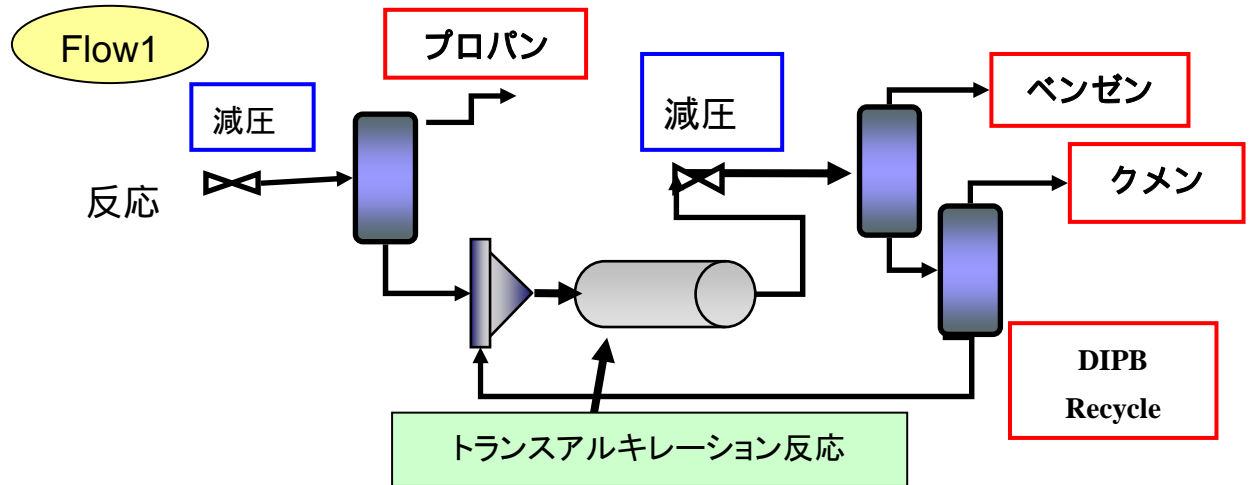 Flow1
プロパン
減圧
反応
減圧
ベンゼン
クメン
DIPB
Recycle
トランスアルキレーション反応